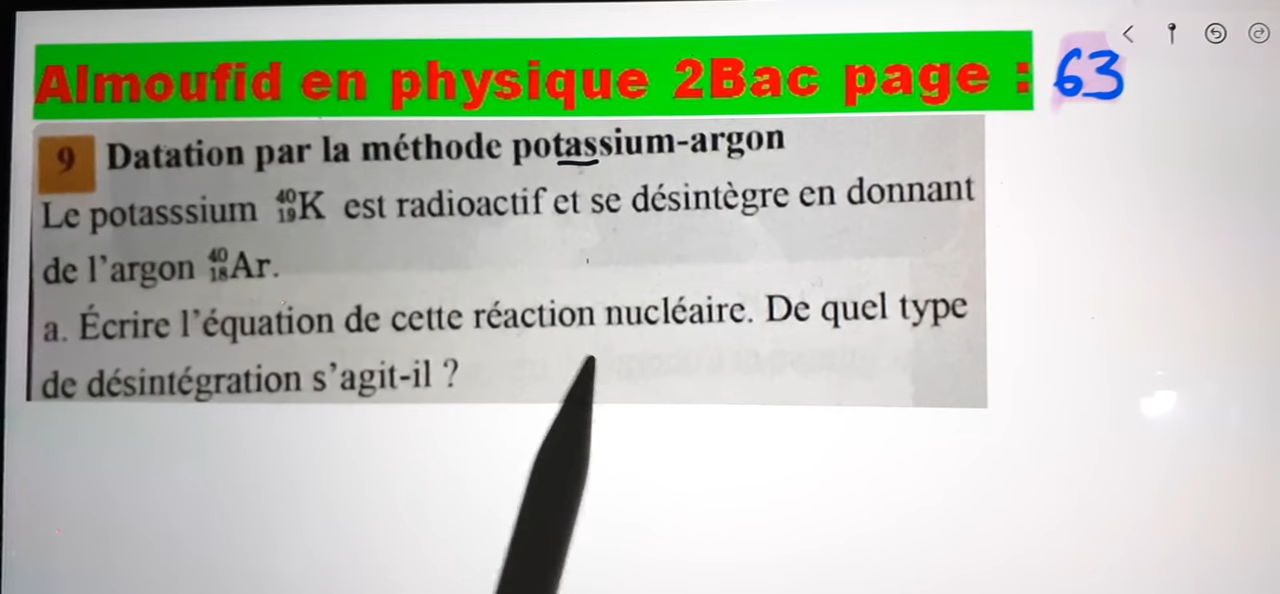 Almoufid en physique 2Bac page : 63
9 Datation par la méthode potassium-argon
Le potasssium ⁴⁰₁₉K est radioactif et se désintègre en donnant
de l’argon ⁴⁰₁₈Ar.
a. Écrire l’équation de cette réaction nucléaire. De quel type
de désintégration s’agit-il ?